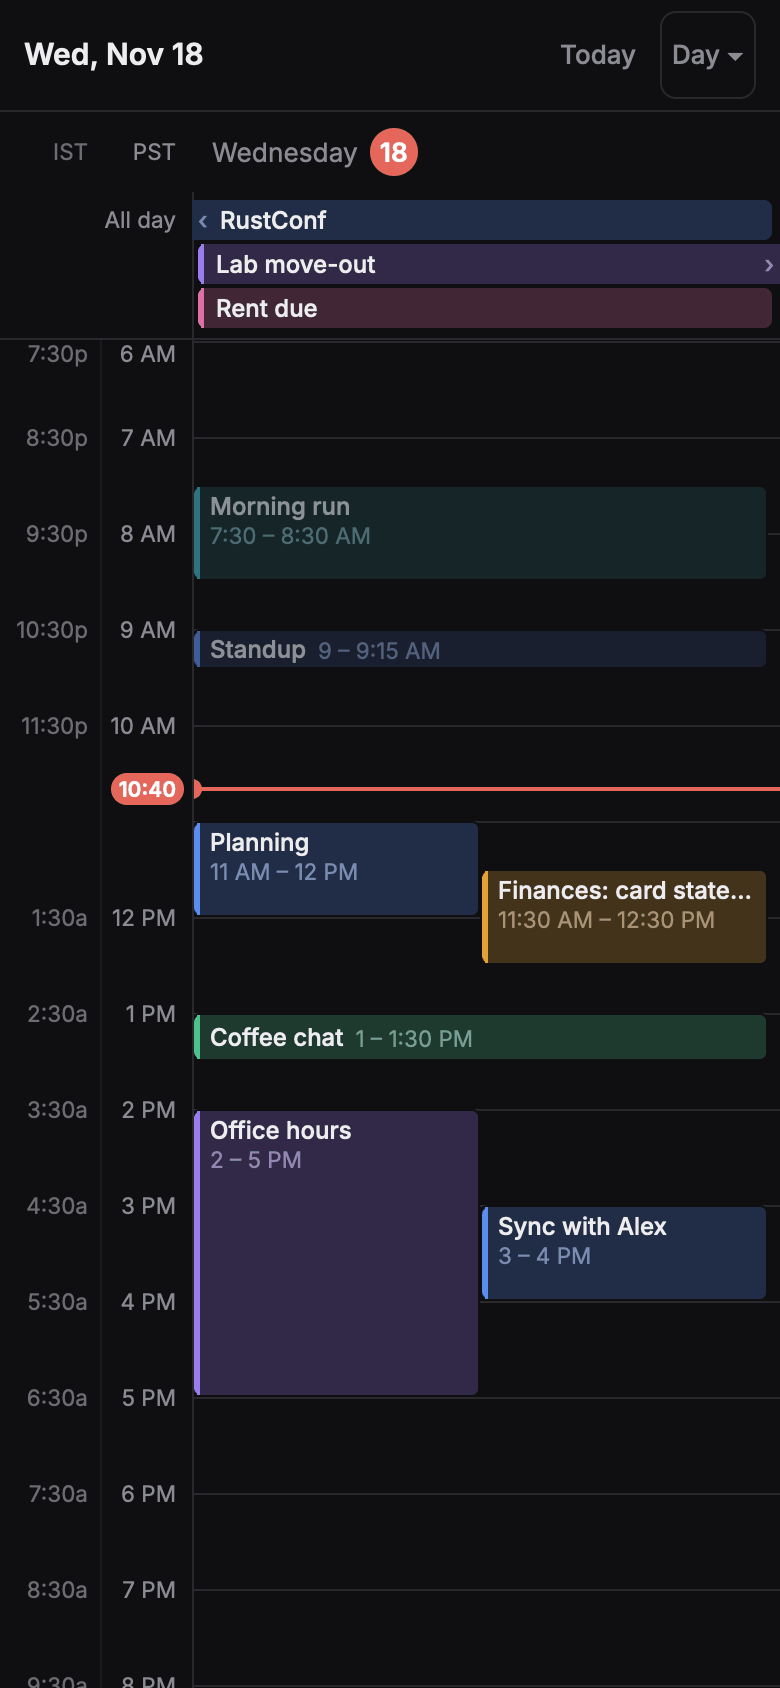 Wed, Nov 18
Today
Day
IST PST Wednesday 18
All day
‹ RustConf
Lab move-out ›
Rent due
7:30p 6 AM
8:30p 7 AM
Morning run
7:30 – 8:30 AM
9:30p 8 AM
10:30p 9 AM
Standup 9 – 9:15 AM
11:30p 10 AM
10:40
Planning
11 AM – 12 PM
Finances: card state...
11:30 AM – 12:30 PM
1:30a 12 PM
2:30a 1 PM
Coffee chat 1 – 1:30 PM
3:30a 2 PM
Office hours
2 – 5 PM
4:30a 3 PM
Sync with Alex
3 – 4 PM
5:30a 4 PM
6:30a 5 PM
7:30a 6 PM
8:30a 7 PM
9:30a 8 PM